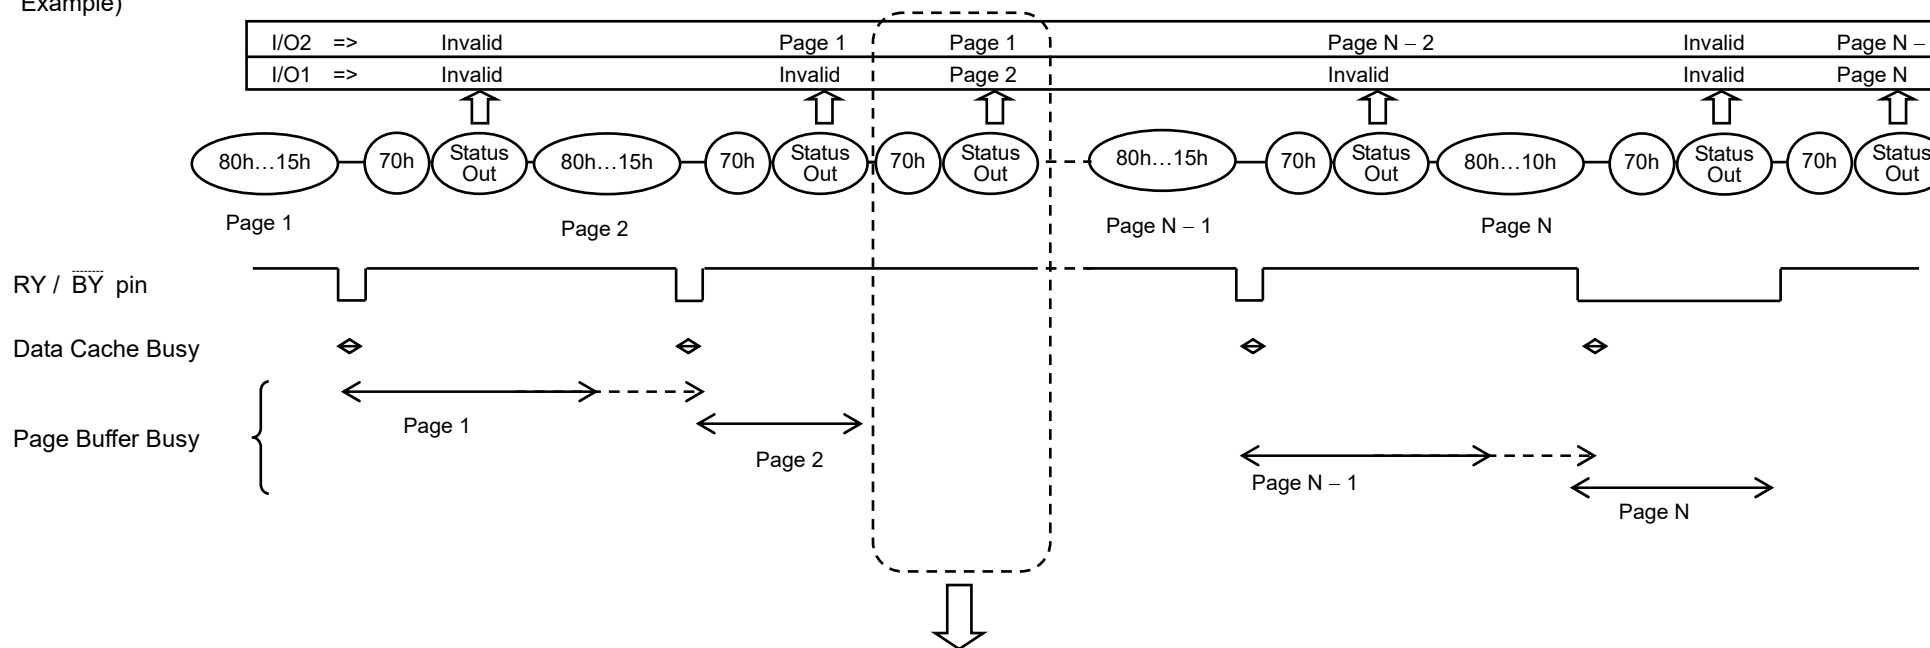 Example)
I/O2 => Invalid Page 1 Page 1 Page N − 2 Invalid Page N −
I/O1 => Invalid Invalid Page 2 Invalid Invalid Page N
80h…15h 70h Status Out 80h…15h 70h Status Out 70h Status Out 80h…15h 70h Status Out 80h…10h 70h Status Out 70h Status Out
Page 1 Page 2 Page N − 1 Page N
RY / BY pin
Data Cache Busy
Page 1
Page 2
Page Buffer Busy
Page N − 1
Page N